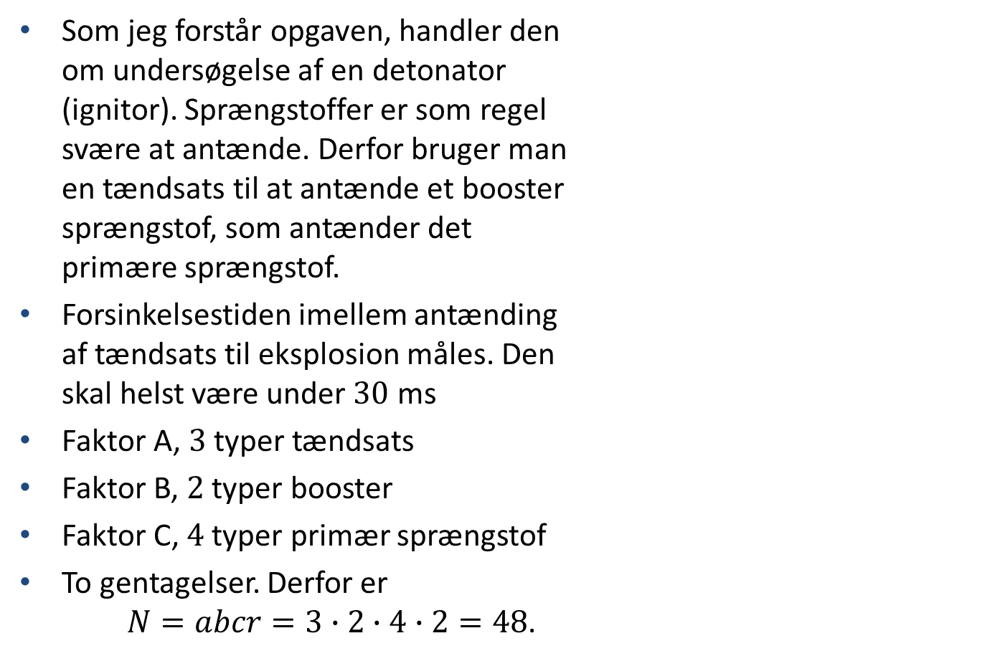 • Som jeg forstår opgaven, handler den
om undersøgelse af en detonator
(ignitor). Sprængstoffer er som regel
svære at antænde. Derfor bruger man
en tændsats til at antænde et booster
sprængstof, som antænder det
primære sprængstof.
• Forsinkelsestiden imellem antænding
af tændsats til eksplosion måles. Den
skal helst være under 30 ms
• Faktor A, 3 typer tændsats
• Faktor B, 2 typer booster
• Faktor C, 4 typer primær sprængstof
• To gentagelser. Derfor er
N = abcr = 3 · 2 · 4 · 2 = 48.